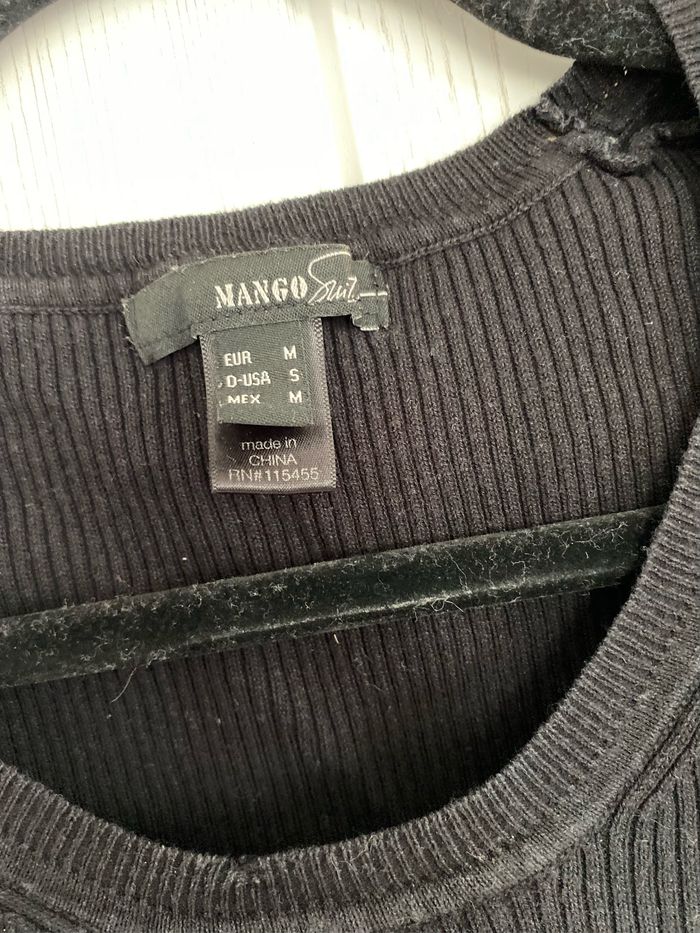 MANGO Suit
EUR M
D-USA S
MEX M
made in
CHINA
RN#115455